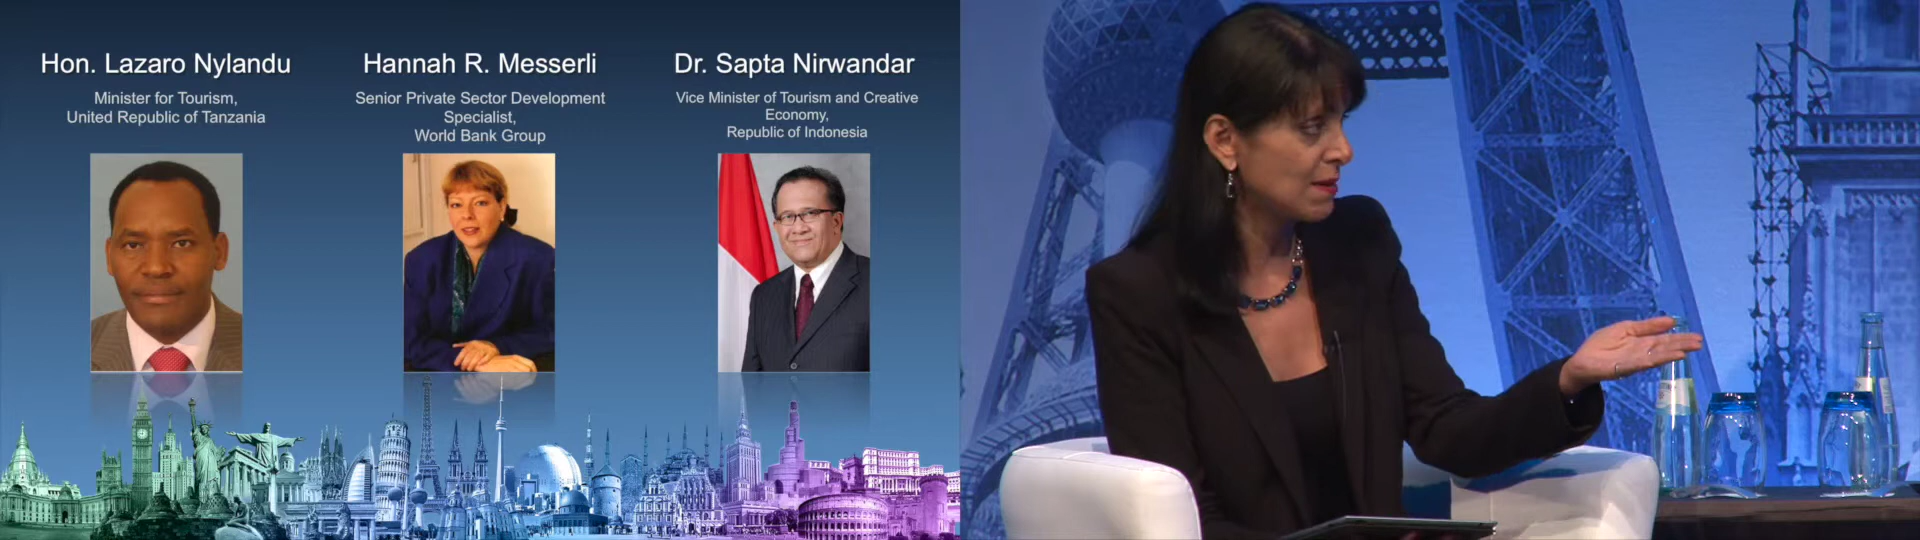 Hon. Lazaro Nylandu
Minister for Tourism,
United Republic of Tanzania
Hannah R. Messerli
Senior Private Sector Development
Specialist,
World Bank Group
Dr. Sapta Nirwandar
Vice Minister of Tourism and Creative
Economy,
Republic of Indonesia